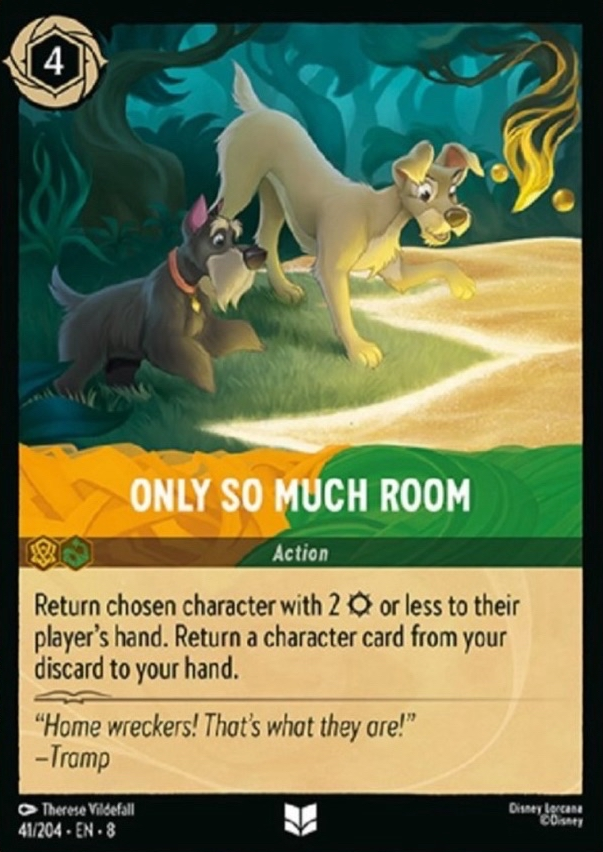 4
ONLY SO MUCH ROOM
Action
Return chosen character with 2 or less to their
player's hand. Return a character card from your
discard to your hand.
“Home wreckers! That's what they are!”
–Tramp
Therese Vildefall
Disney Lorcana
41/204 • EN • 8
©Disney